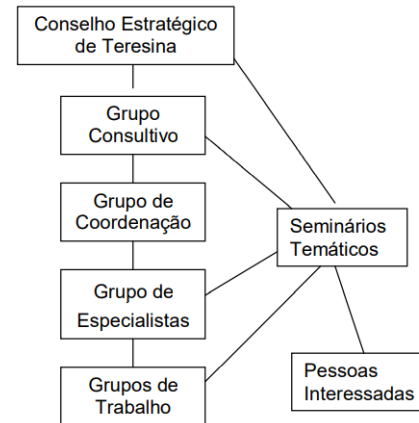 Conselho Estratégico
de Teresina
Grupo
Consultivo
Grupo de
Coordenação
Seminários
Temáticos
Grupo de
Especialistas
Pessoas
Interessadas
Grupos de
Trabalho